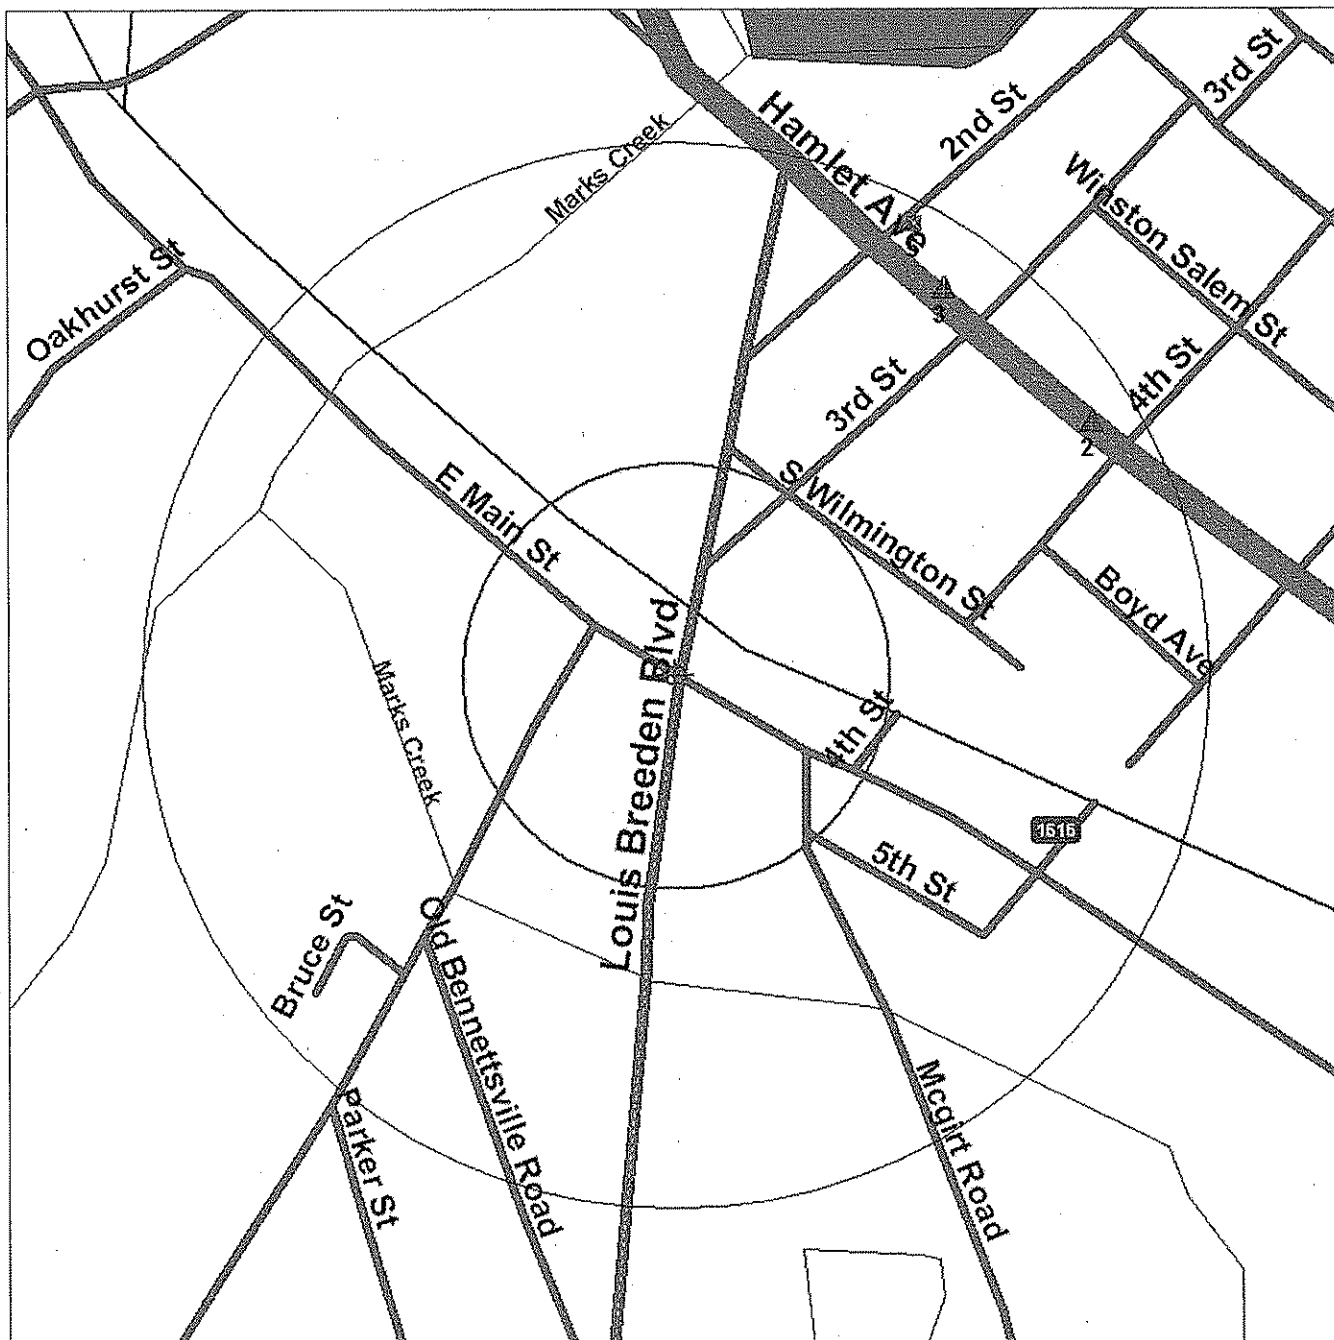 3rd St
2nd St
Hamlet Ave
Marks Creek
Winston Salem St
Oakhurst St
3
4th St
3rd St
2
E Main St
S Wilmington St
Boyd Ave
Louis Breeden Blvd
Marks Creek
4th St
1616
5th St
Bruce St
Old Bennettsville Road
Parker St
Mcgirt Road